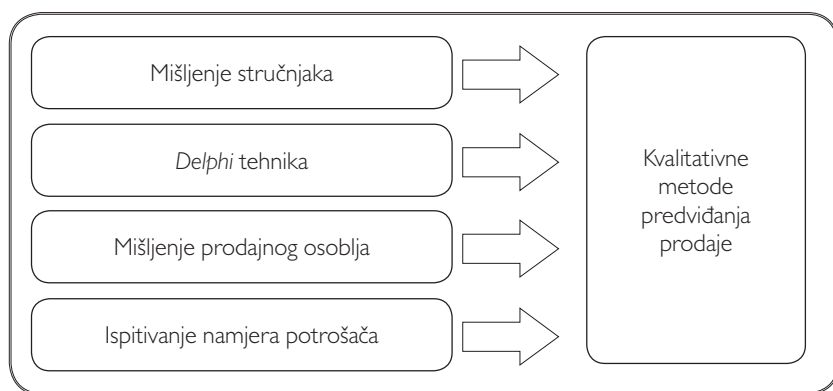 Mišljenje stručnjaka
Delphi tehnika
Mišljenje prodajnog osoblja
Ispitivanje namjera potrošača
Kvalitativne
metode
predviđanja
prodaje